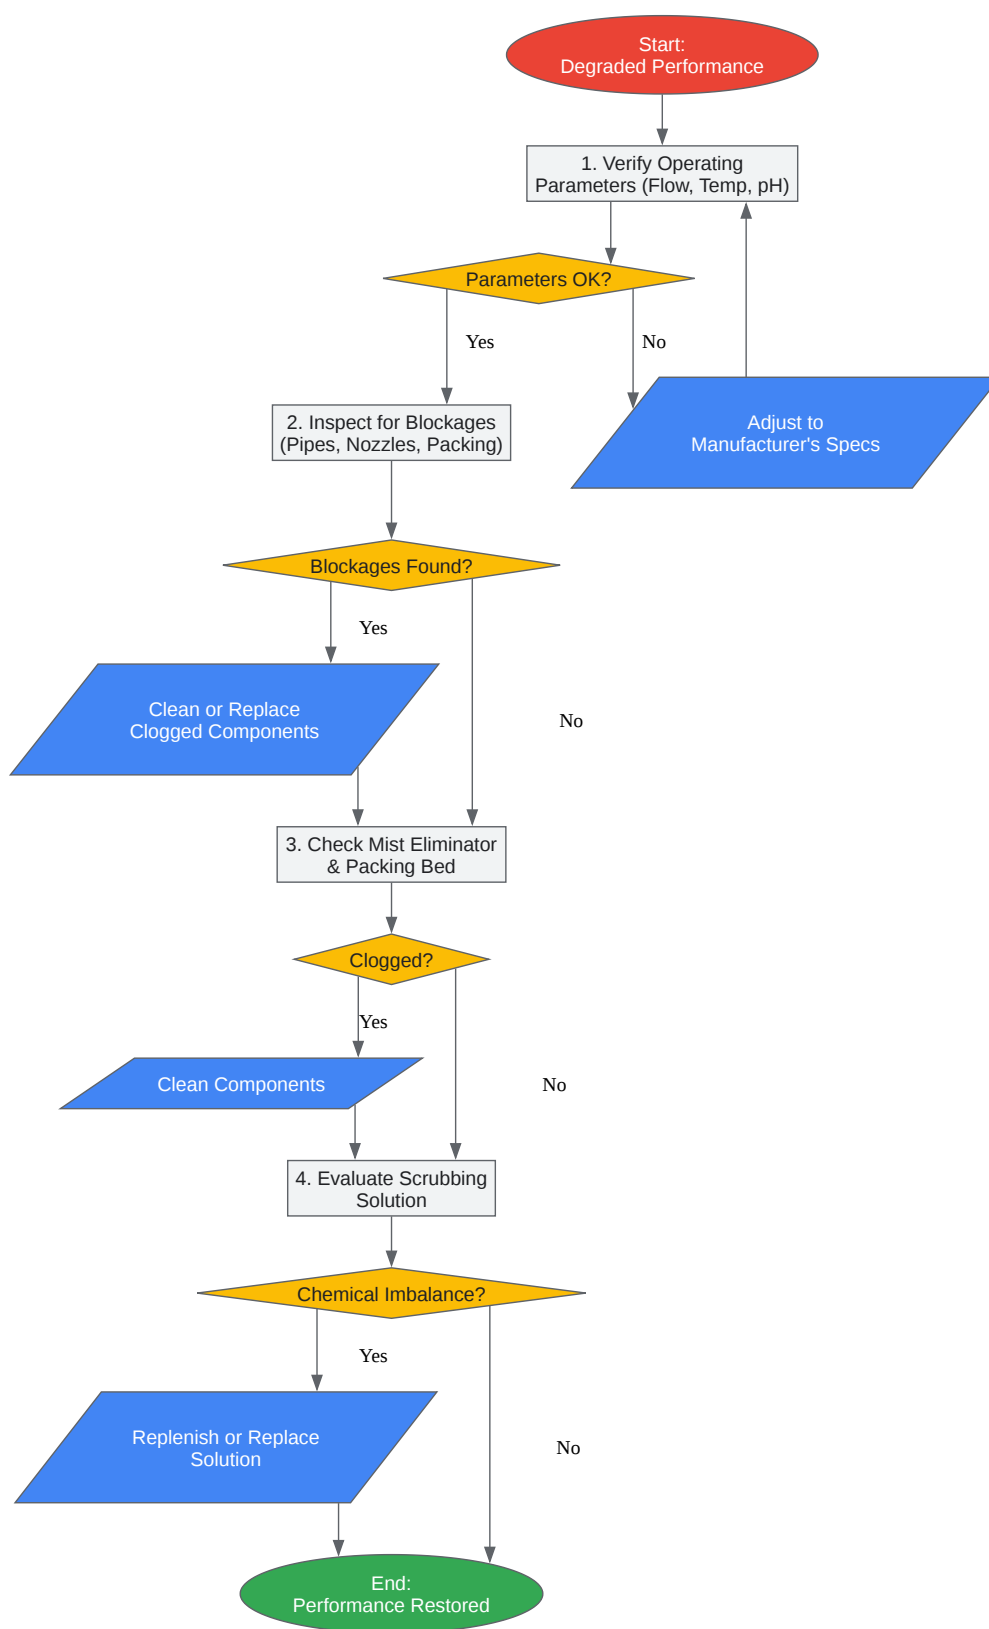 Start:
Degraded Performance
1. Verify Operating
Parameters (Flow, Temp, pH)
Parameters OK?
Yes
No
2. Inspect for Blockages
(Pipes, Nozzles, Packing)
Adjust to
Manufacturer's Specs
Blockages Found?
Yes
Clean or Replace
Clogged Components
No
3. Check Mist Eliminator
& Packing Bed
Clogged?
Yes
Clean Components
No
4. Evaluate Scrubbing
Solution
Chemical Imbalance?
Yes
Replenish or Replace
Solution
No
End:
Performance Restored